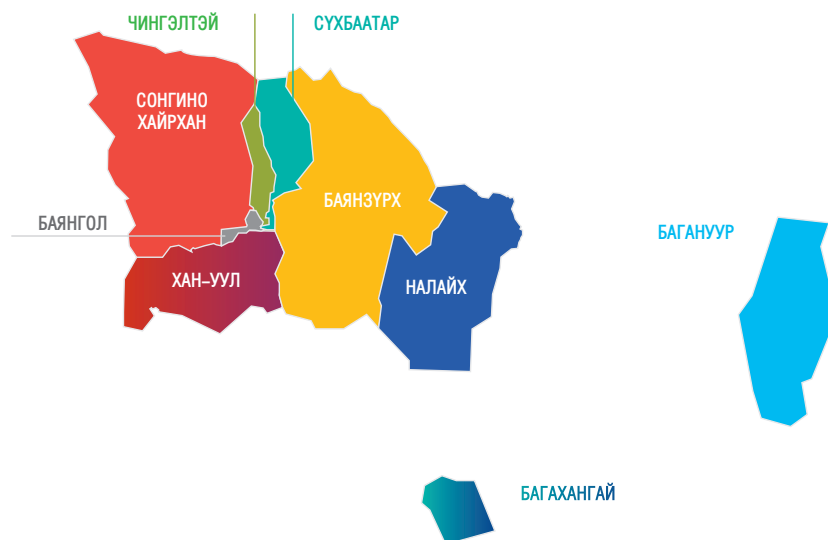 ЧИНГЭЛТЭЙ
СҮХБААТАР
СОНГИНО
ХАЙРХАН
БАЯНЗҮРХ
БАЯНГОЛ
БАГАНУУР
ХАН–УУЛ
НАЛАЙХ
БАГАХАНГАЙ